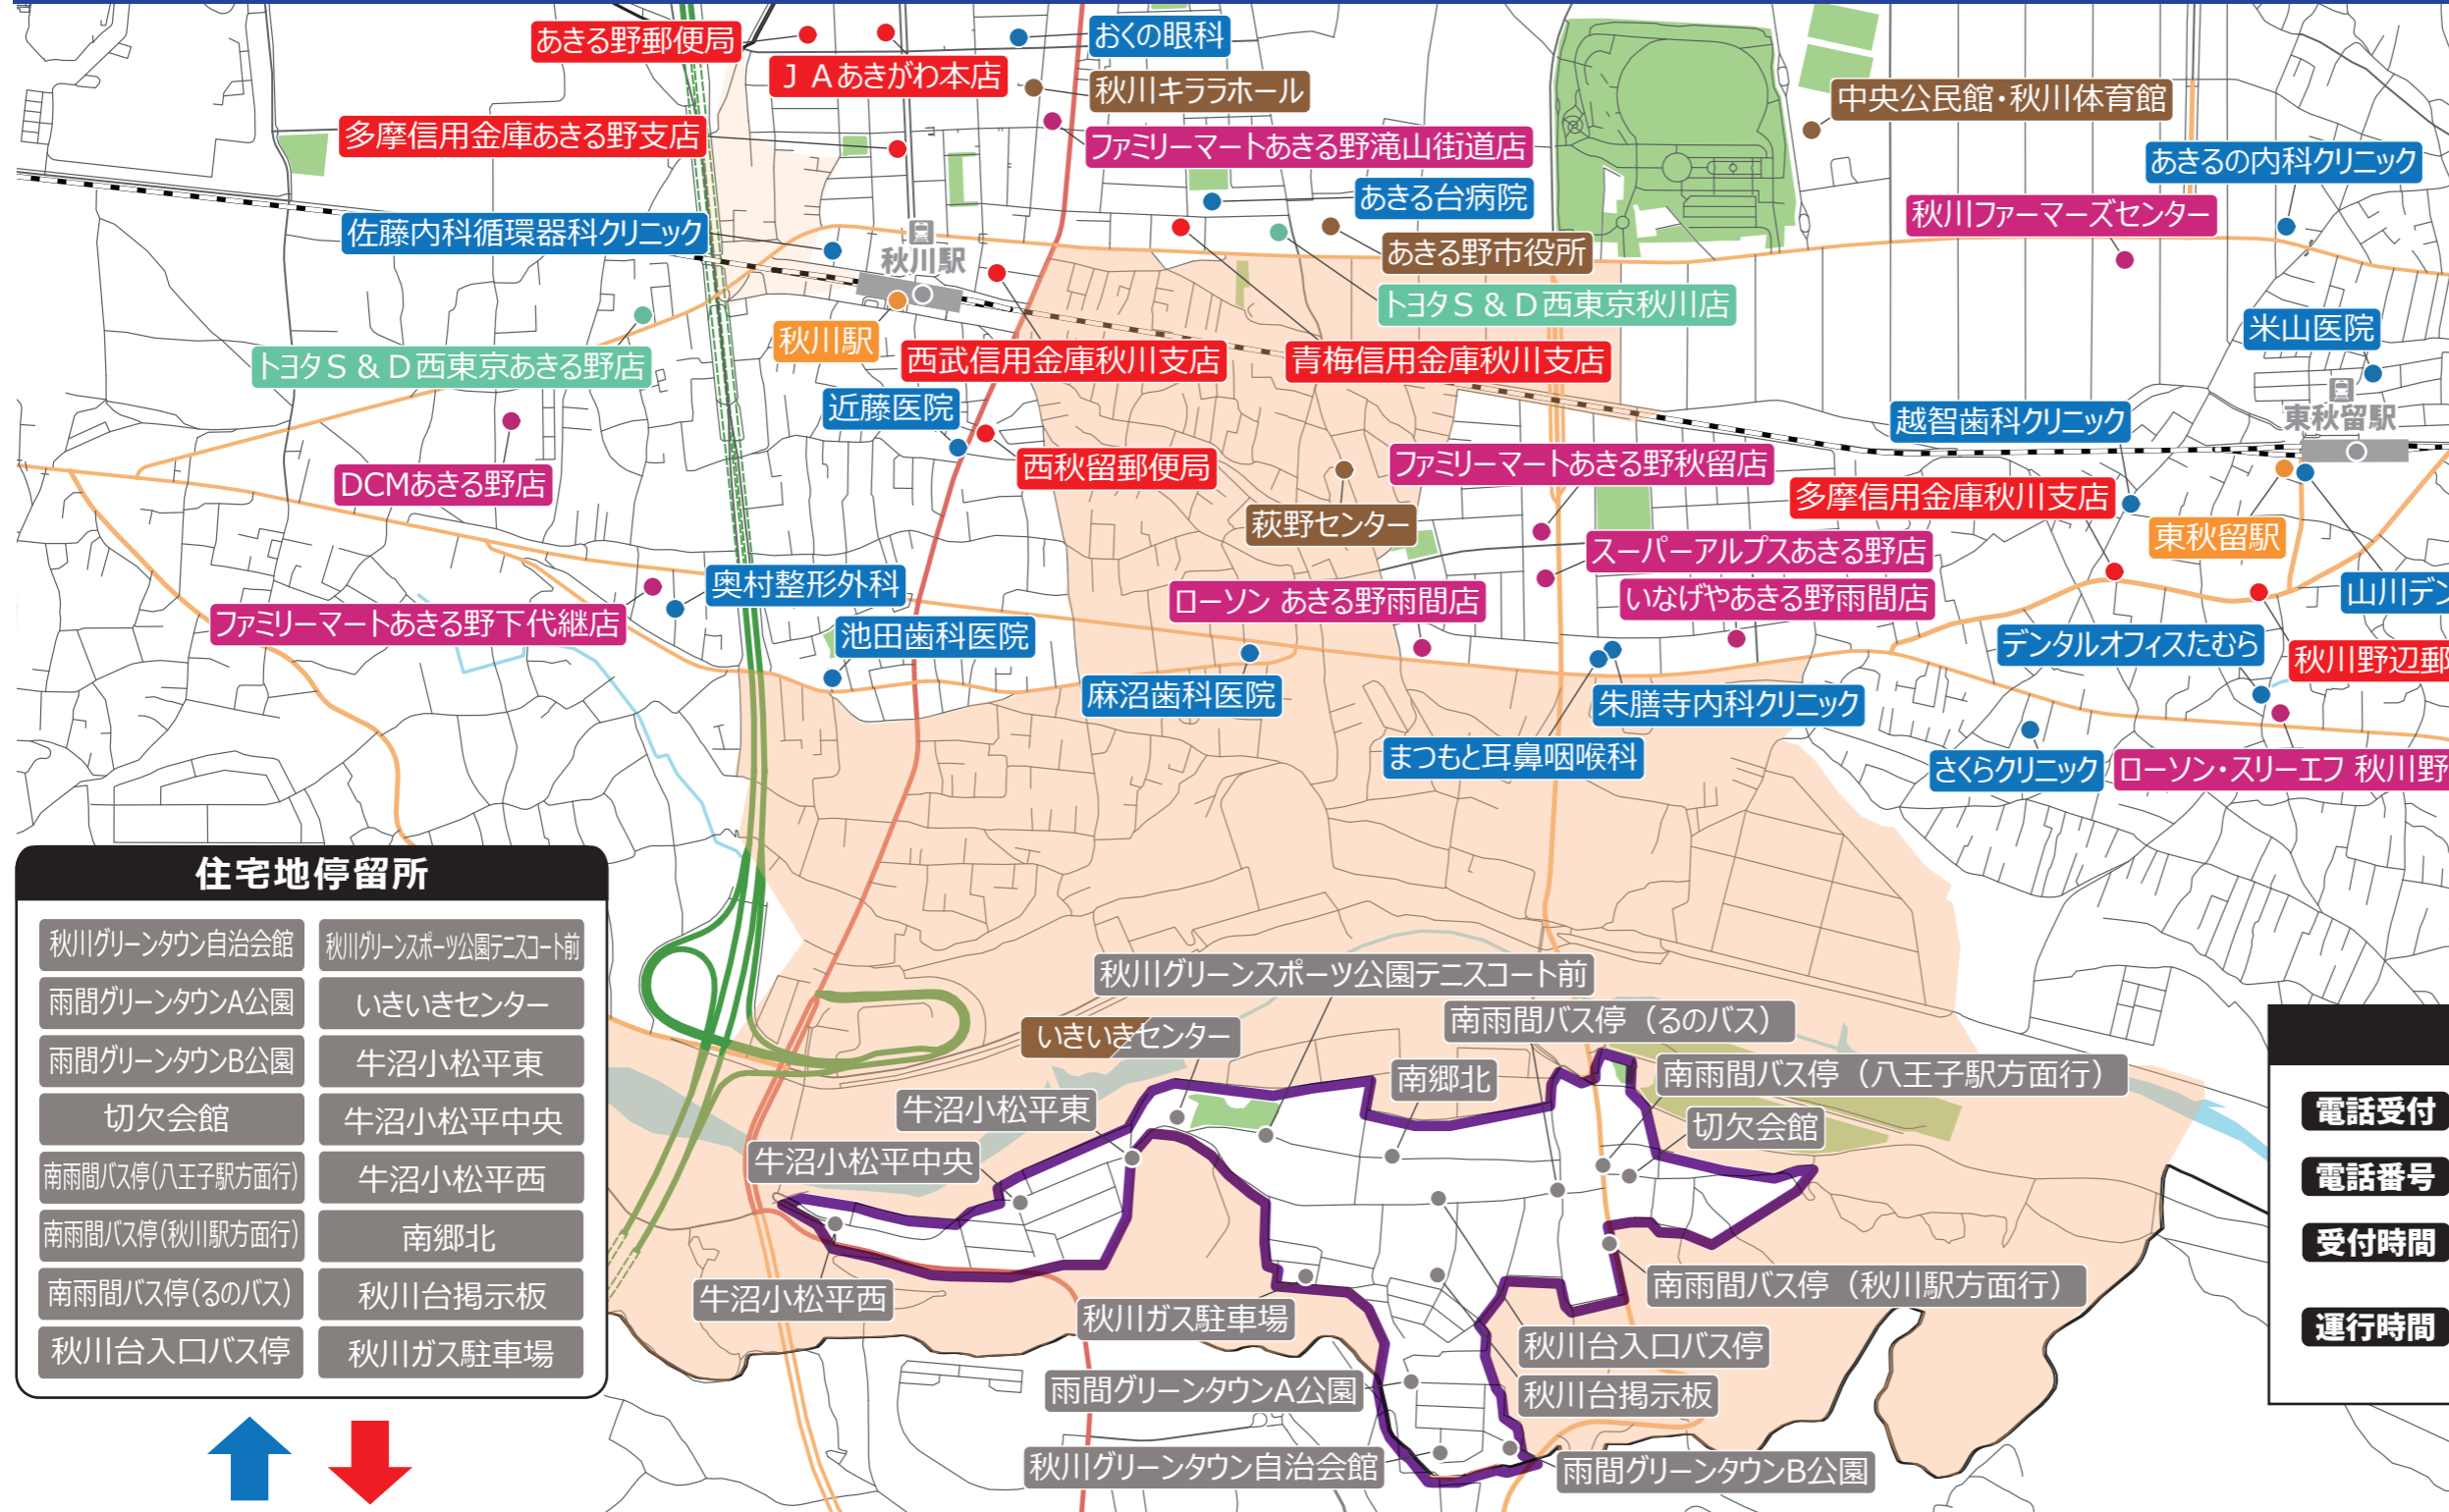 あきる野郵便局
おくの眼科
ＪＡあきがわ本店
秋川キララホール
中央公民館・秋川体育館
多摩信用金庫あきる野支店
ファミリーマートあきる野滝山街道店
あきるの内科クリニック
あきる台病院
秋川ファーマーズセンター
佐藤内科循環器科クリニック
秋川駅
あきる野市役所
トヨタＳ＆Ｄ西東京秋川店
米山医院
秋川駅
トヨタＳ＆Ｄ西東京あきる野店
西武信用金庫秋川支店
青梅信用金庫秋川支店
近藤医院
越智歯科クリニック
東秋留駅
DCMあきる野店
西秋留郵便局
ファミリーマートあきる野秋留店
多摩信用金庫秋川支店
萩野センター
東秋留駅
スーパーアルプスあきる野店
奥村整形外科
ローソン あきる野雨間店
いなげやあきる野雨間店
山川デン
ファミリーマートあきる野下代継店
池田歯科医院
デンタルオフィスたむら
秋川野辺郵
麻沼歯科医院
朱膳寺内科クリニック
まつもと耳鼻咽喉科
さくらクリニック
ローソン・スリーエフ 秋川野
住宅地停留所
秋川グリーンタウン自治会館
秋川グリーンスポーツ公園テニスコート前
雨間グリーンタウンA公園
いきいきセンター
雨間グリーンタウンB公園
牛沼小松平東
切欠会館
牛沼小松平中央
南雨間バス停(八王子駅方面行)
牛沼小松平西
南雨間バス停(秋川駅方面行)
南郷北
南雨間バス停(るのバス)
秋川台掲示板
秋川台入口バス停
秋川ガス駐車場
秋川グリーンスポーツ公園テニスコート前
南雨間バス停（るのバス）
いきいきセンター
南郷北
南雨間バス停（八王子駅方面行）
牛沼小松平東
切欠会館
牛沼小松平中央
牛沼小松平西
南雨間バス停（秋川駅方面行）
秋川ガス駐車場
秋川台入口バス停
雨間グリーンタウンA公園
秋川台掲示板
秋川グリーンタウン自治会館
雨間グリーンタウンB公園
電話受付
電話番号
受付時間
運行時間